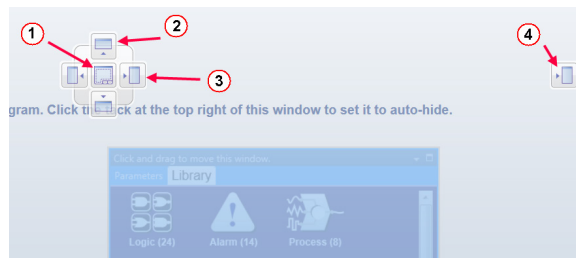 1
2
3
4
gram. Click the at the top right of this window to set it to auto-hide.
Click and drag to move this window.
Parameters Library
Logic (24) Alarm (14) Process (8)